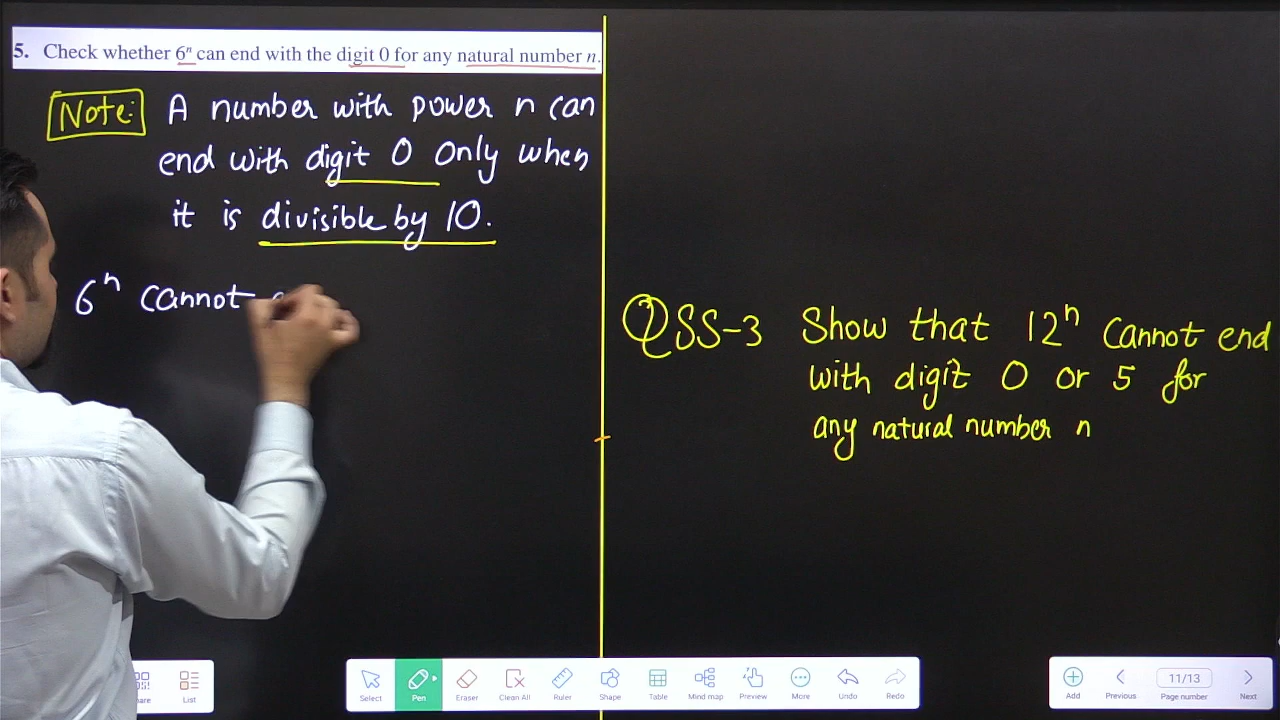 5. Check whether 6ⁿ can end with the digit 0 for any natural number n.
Note: A number with power n can
end with digit 0 only when
it is divisible by 10.
6ⁿ cannot
Q SS-3 Show that 12ⁿ cannot end
with digit 0 or 5 for
any natural number n
List
Select
Pen
Eraser
Clean All
Ruler
Shape
Table
Mind map
Preview
More
Undo
Redo
Add
Previous
11/13
Page number
Next